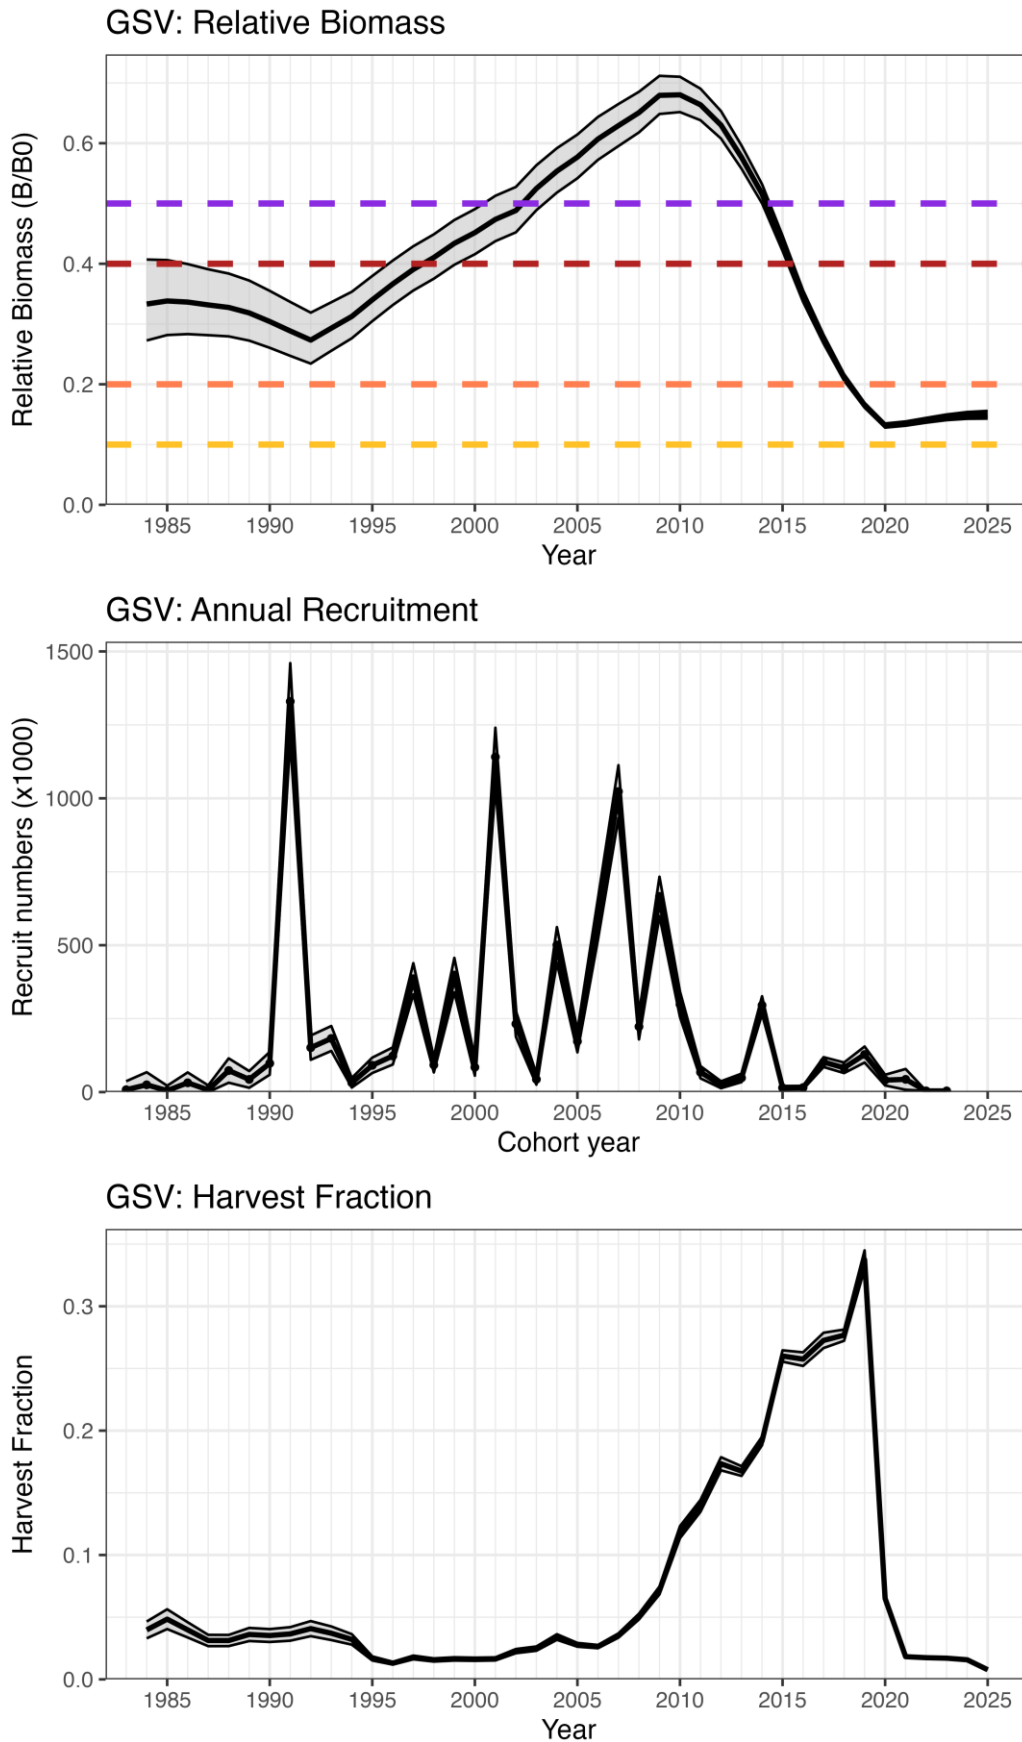 GSV: Relative Biomass
Relative Biomass (B/B0)
0.6
0.4
0.2
0.0
1985 1990 1995 2000 2005 2010 2015 2020 2025
Year
GSV: Annual Recruitment
Recruit numbers (x1000)
1500
1000
500
0
1985 1990 1995 2000 2005 2010 2015 2020 2025
Cohort year
GSV: Harvest Fraction
Harvest Fraction
0.3
0.2
0.1
0.0
1985 1990 1995 2000 2005 2010 2015 2020 2025
Year